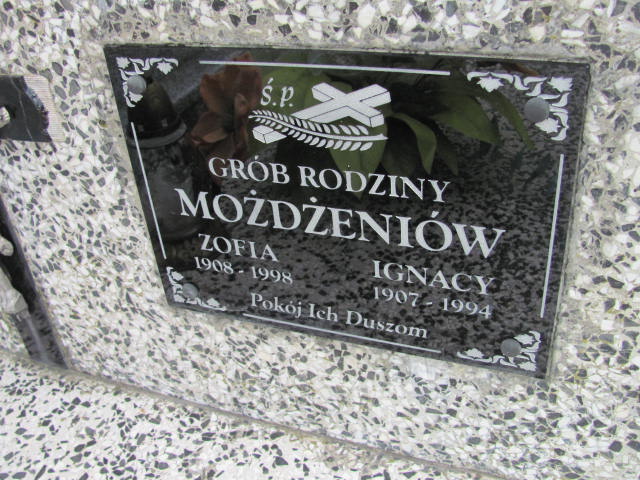 Ś.P.
GRÓB RODZINY
MOŻDŻENIÓW
ZOFIA
1908 - 1998
IGNACY
1907 - 1994
Pokój Ich Duszom